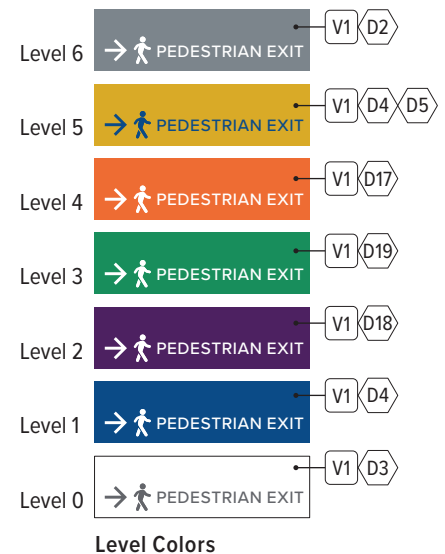 V1 D2
Level 6 PEDESTRIAN EXIT
V1 D4 D5
Level 5 PEDESTRIAN EXIT
V1 D17
Level 4 PEDESTRIAN EXIT
V1 D19
Level 3 PEDESTRIAN EXIT
V1 D18
Level 2 PEDESTRIAN EXIT
V1 D4
Level 1 PEDESTRIAN EXIT
V1 D3
Level 0 PEDESTRIAN EXIT
Level Colors